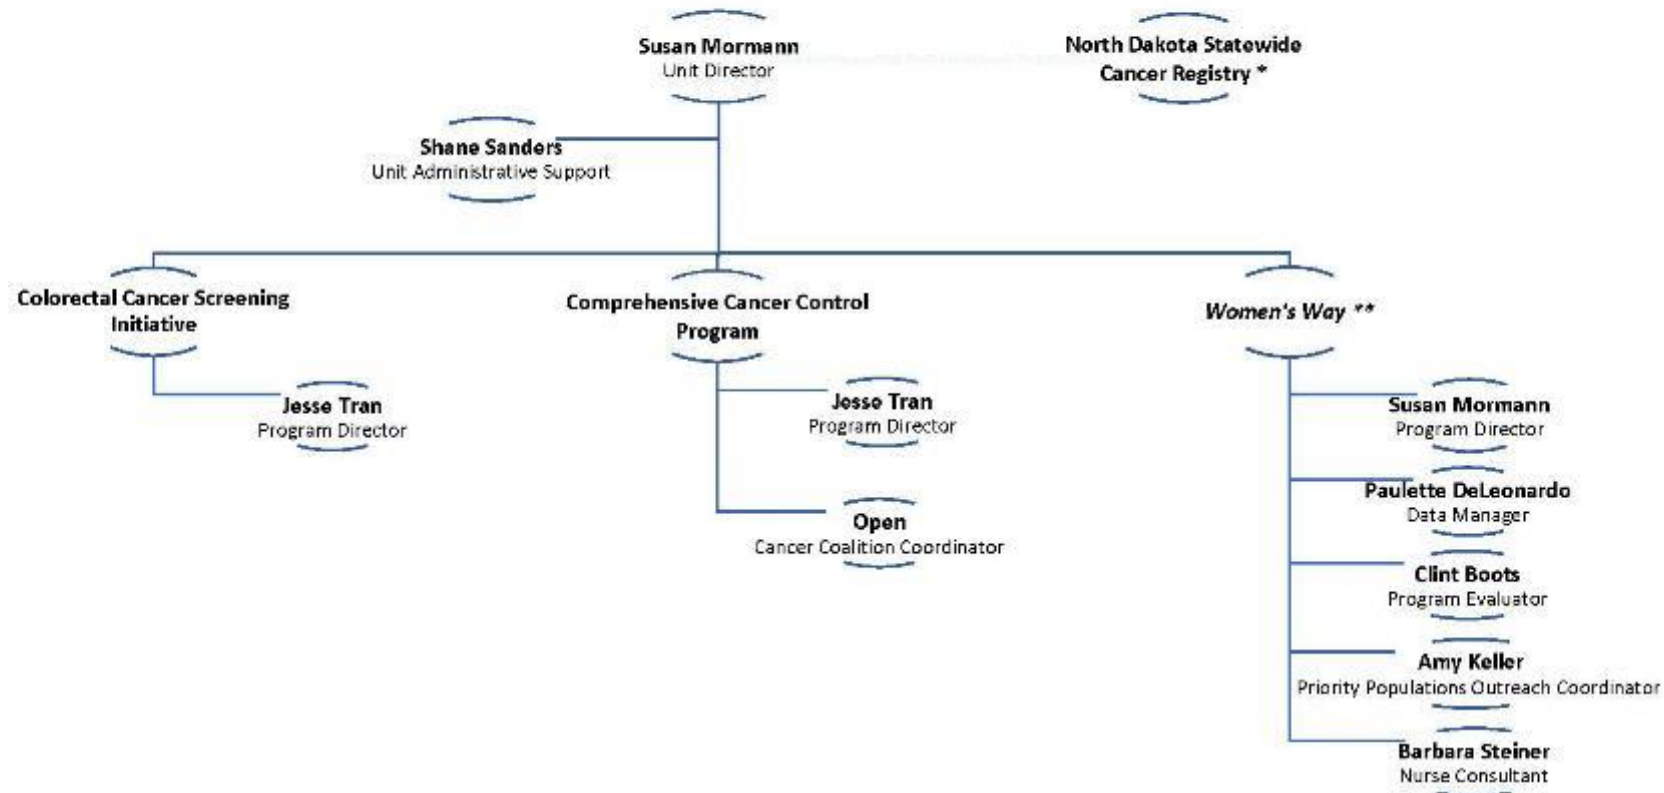 Susan Mormann
Unit Director
North Dakota Statewide
Cancer Registry *
Shane Sanders
Unit Administrative Support
Colorectal Cancer Screening
Initiative
Jesse Tran
Program Director
Comprehensive Cancer Control
Program
Jesse Tran
Program Director
Open
Cancer Coalition Coordinator
Women's Way **
Susan Mormann
Program Director
Paulette DeLeonardo
Data Manager
Clint Boots
Program Evaluator
Amy Keller
Priority Populations Outreach Coordinator
Barbara Steiner
Nurse Consultant